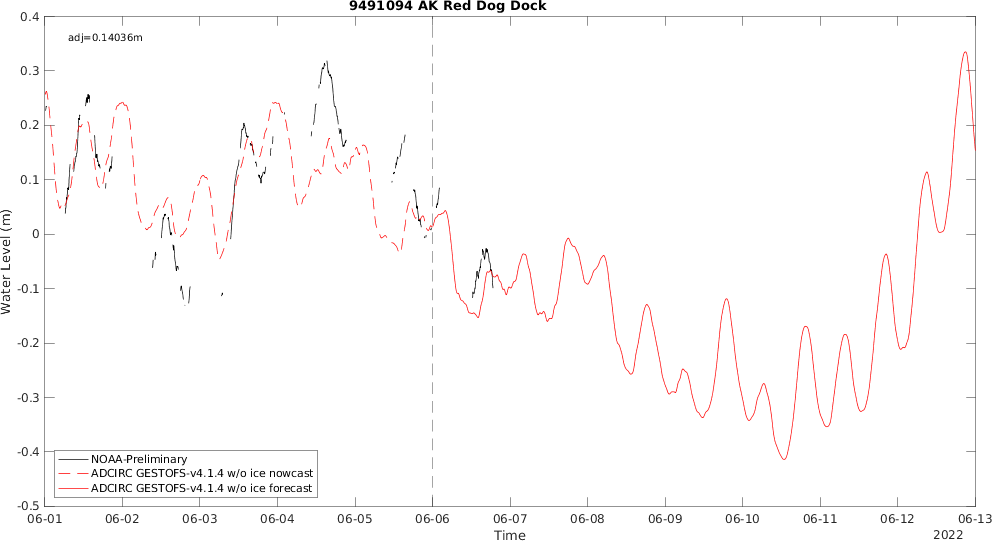 9491094 AK Red Dog Dock
adj=0.14036m
0.4
0.3
0.2
0.1
0
-0.1
-0.2
-0.3
-0.4
-0.5
Water Level (m)
NOAA-Preliminary
ADCIRC GESTOFS-v4.1.4 w/o ice nowcast
ADCIRC GESTOFS-v4.1.4 w/o ice forecast
06-01 06-02 06-03 06-04 06-05 06-06 06-07 06-08 06-09 06-10 06-11 06-12 06-13
Time
2022